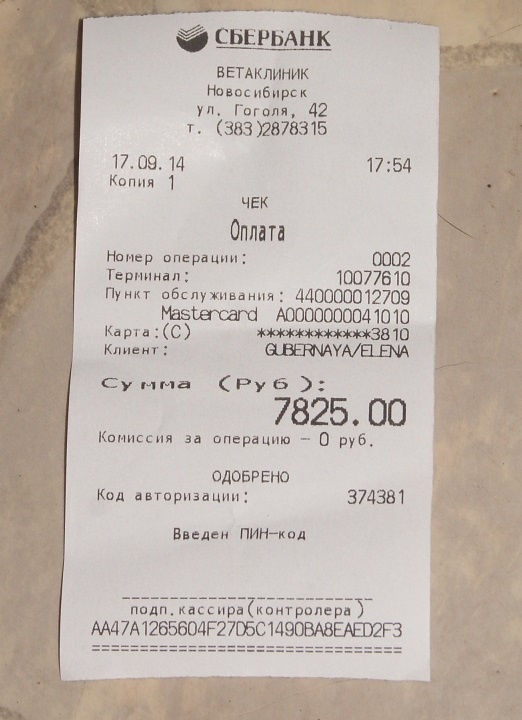 СБЕРБАНК
ВЕТАКЛИНИК
Новосибирск
ул. Гоголя, 42
т. (383)2878315
17.09.14 17:54
Копия 1
ЧЕК
Оплата
Номер операции: 0002
Терминал: 10077610
Пункт обслуживания: 440000012709
Mastercard A0000000041010
Карта:(C) ************3810
Клиент: GUBERNAYA/ELENA
Сумма (Руб):
7825.00
Комиссия за операцию – 0 руб.
ОДОБРЕНО
Код авторизации: 374381
Введен ПИН-код
подп.кассира(контролера)
AA47A1265604F27D5C1490BA8EAED2F3